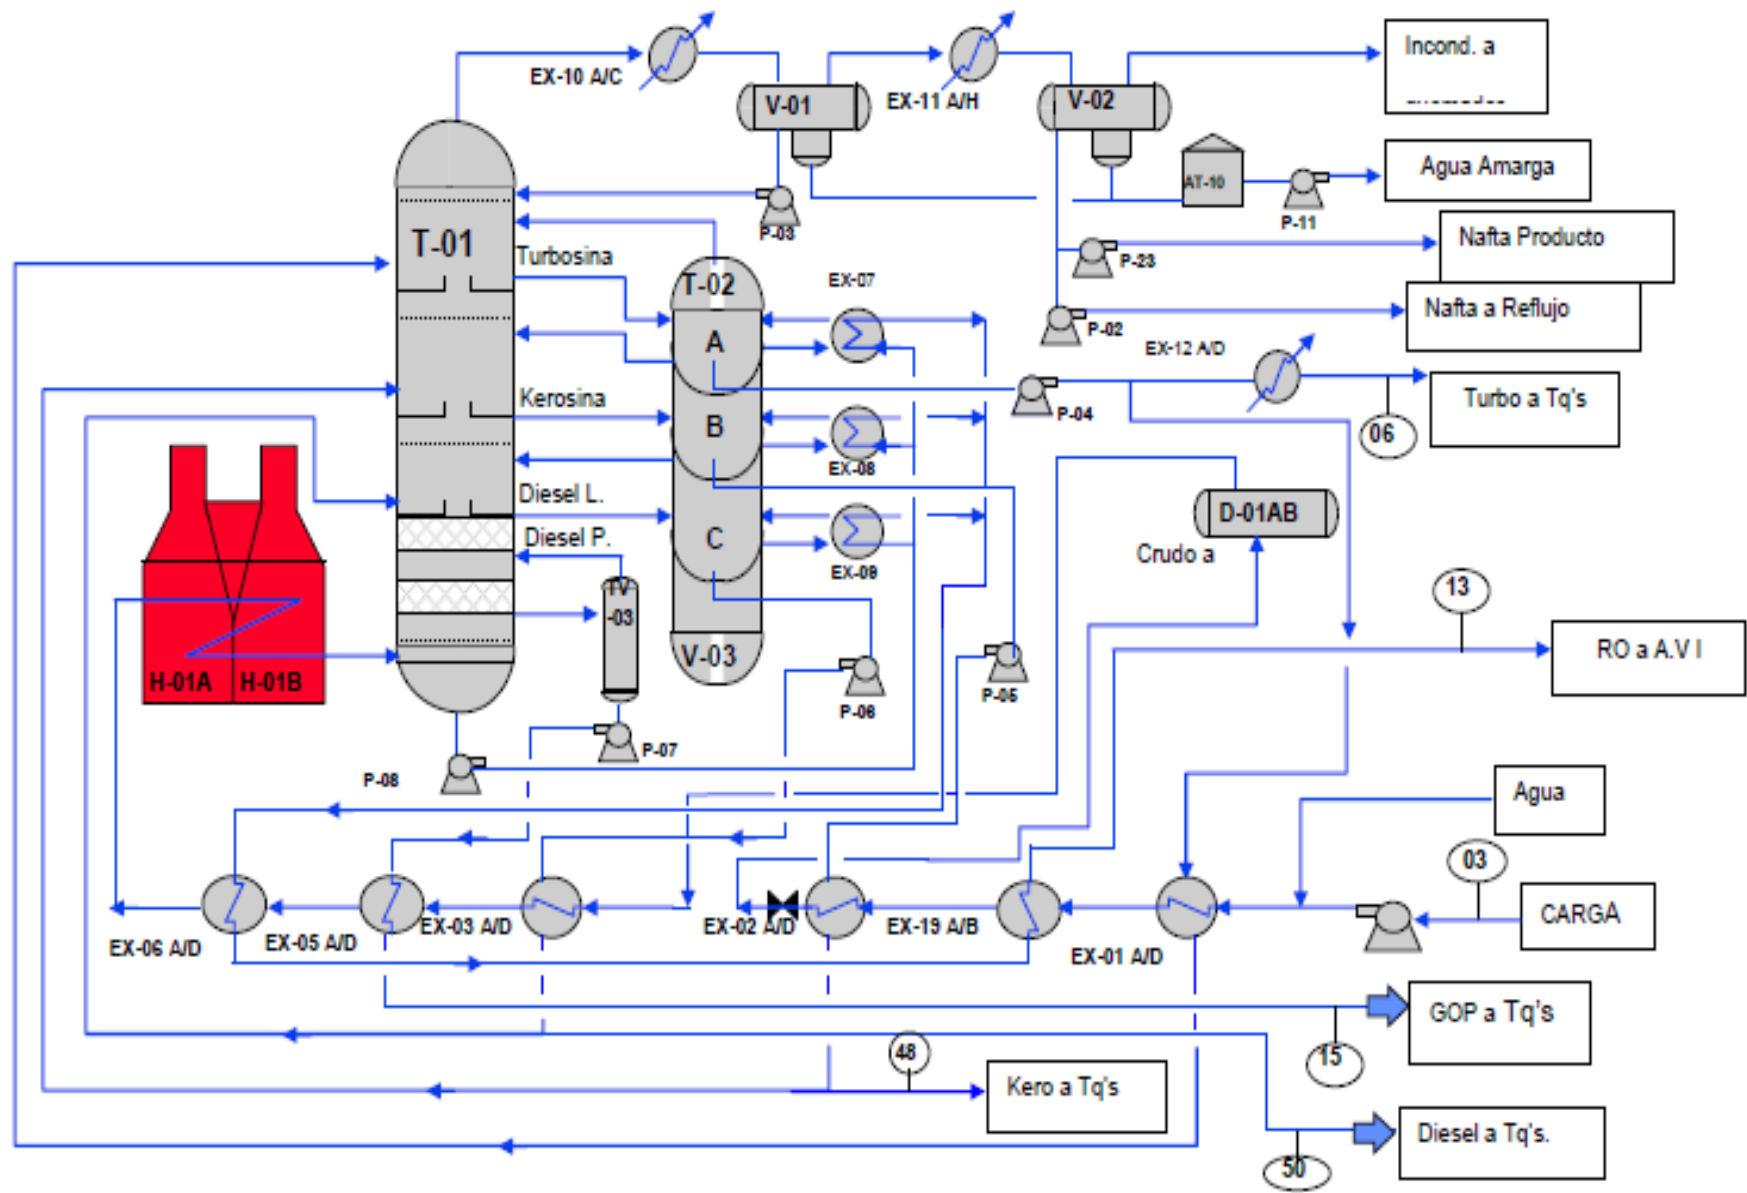 Incond. a
EX-10 A/C
V-01
EX-11 A/H
V-02
Agua Amarga
AT-10
P-11
P-03
T-01
Turbosina
Nafta Producto
P-23
T-02
EX-07
Nafta a Reflujo
P-02
A
EX-12 A/D
Kerosina
P-04
Turbo a Tq's
06
B
EX-08
Diesel L.
D-01AB
Diesel P.
C
Crudo a
EX-09
13
TV
-03
RO a A.V I
V-03
H-01A
H-01B
P-06
P-05
P-07
P-08
Agua
03
CARGA
EX-06 A/D
EX-05 A/D
EX-03 A/D
EX-02 A/D
EX-19 A/B
EX-01 A/D
GOP a Tq's
15
48
Kero a Tq's
Diesel a Tq's.
50